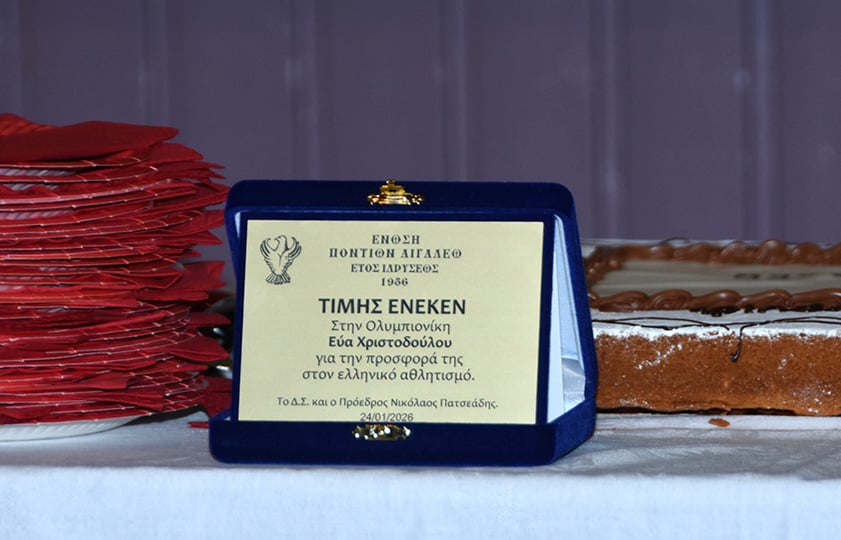 ΕΝΩΣΗ
ΠΟΝΤΙΩΝ ΑΙΓΑΛΕΩ
ΕΤΟΣ ΙΔΡΥΣΕΩΣ
1956
ΤΙΜΗΣ ΕΝΕΚΕΝ
Στην Ολυμπιονίκη
Εύα Χριστοδούλου
για την προσφορά της
στον ελληνικό αθλητισμό.
Το Δ.Σ. και ο Πρόεδρος Νικόλαος Πατσεάδης.
24/01/2026